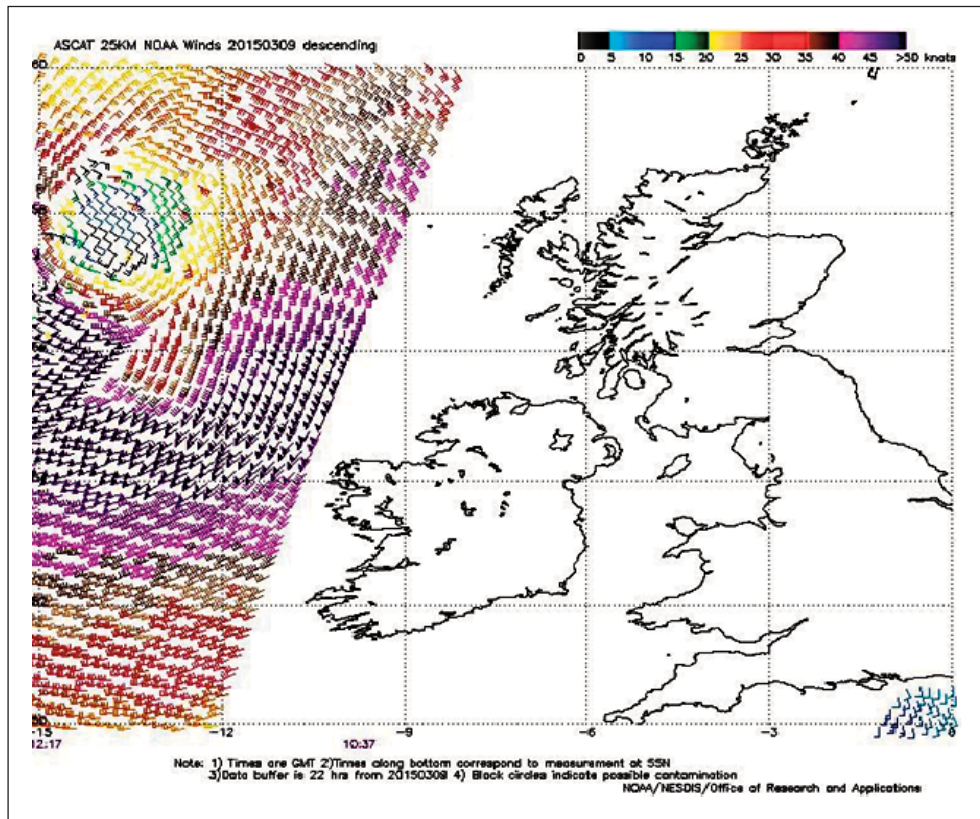 ASCAT 25KM NOAA Winds 20150309 descending
0 5 10 15 20 25 30 35 40 45 >50 knots
60
-15 -12 -9 -6 -3 0
12:17 10:37
Note: 1) Times are GMT 2)Times along bottom correspond to measurement at 55N
3)Data buffer is 22 hrs from 20150309 4) Black circles indicate possible contamination
NOAA/NESDIS/Office of Research and Applications